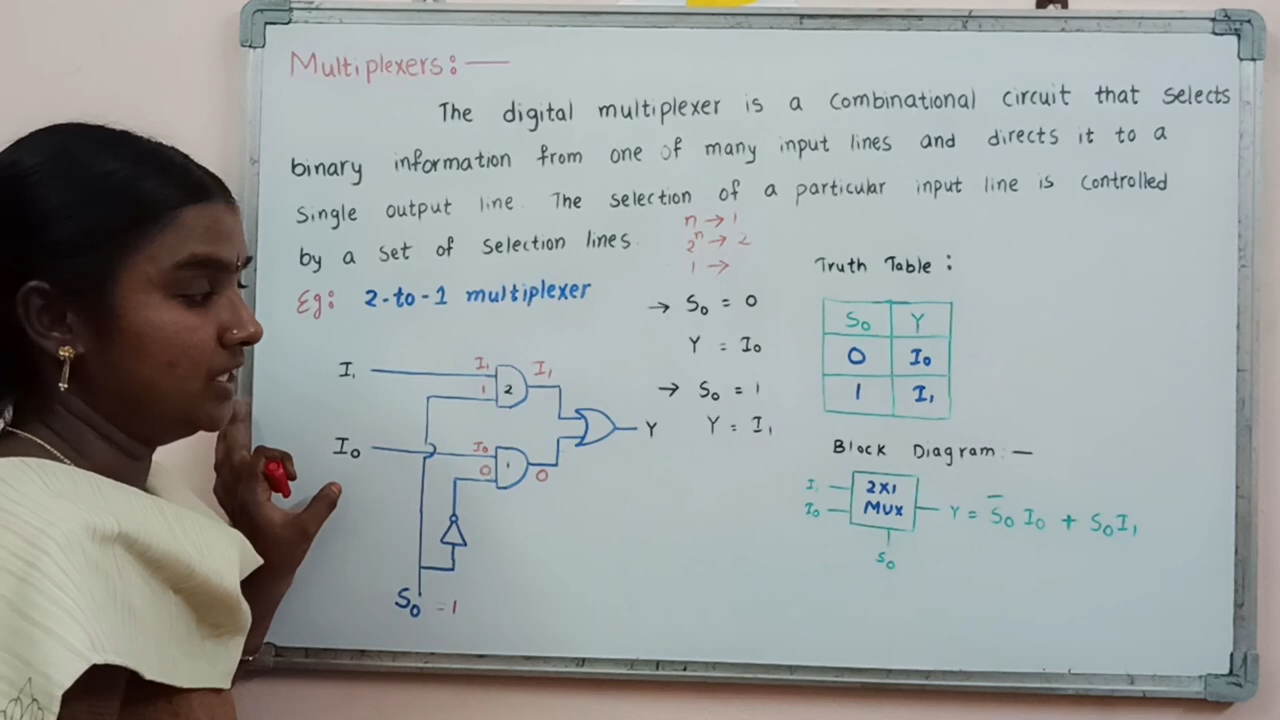 Multiplexers:—
The digital multiplexer is a combinational circuit that selects
binary information from one of many input lines and directs it to a
single output line. The selection of a particular input line is controlled
by a set of selection lines
n → 1
2ⁿ → 2
1 →
Eg: 2-to-1 multiplexer
I₁
I₁
1
2
I₁
I₀
I₀
0
1
0
Y
S₀ = 1
→ S₀ = 0
Y = I₀
→ S₀ = 1
Y = I₁
Truth Table:
S₀ Y
0 I₀
1 I₁
Block Diagram:—
I₁
I₀
2X1
MUX
S₀
Y = S̅₀ I₀ + S₀ I₁